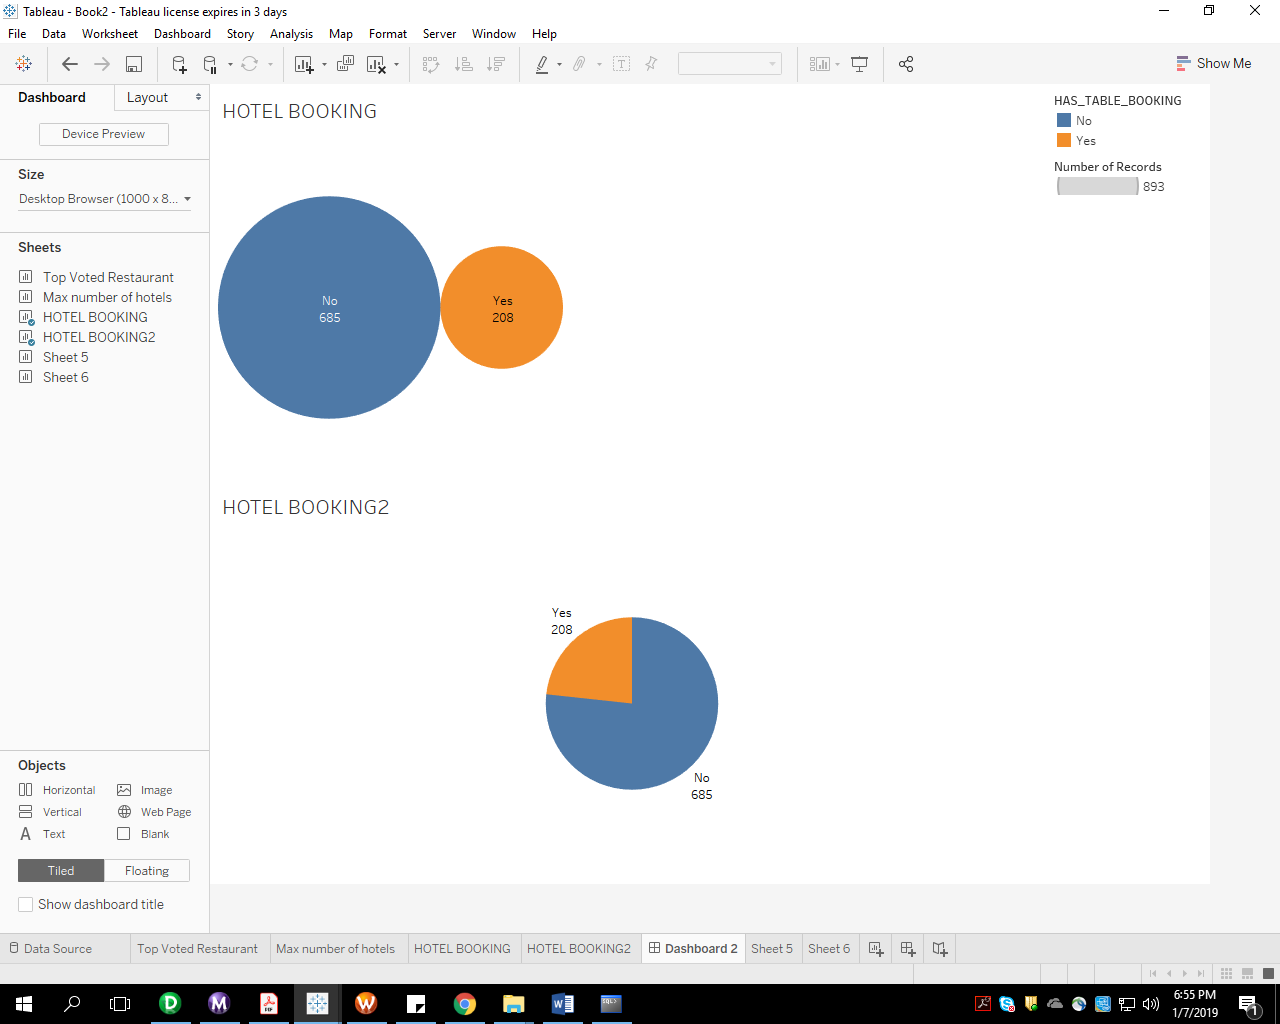 Tableau - Book2 - Tableau license expires in 3 days
File Data Worksheet Dashboard Story Analysis Map Format Server Window Help
Show Me
Dashboard Layout
Device Preview
Size
Desktop Browser (1000 x 8...
Sheets
Top Voted Restaurant
Max number of hotels
HOTEL BOOKING
HOTEL BOOKING2
Sheet 5
Sheet 6
Objects
Horizontal Image
Vertical Web Page
A Text Blank
Tiled Floating
Show dashboard title
HOTEL BOOKING
No
685
Yes
208
HOTEL BOOKING2
Yes
208
No
685
HAS_TABLE_BOOKING
No
Yes
Number of Records
893
Data Source Top Voted Restaurant Max number of hotels HOTEL BOOKING HOTEL BOOKING2 Dashboard 2 Sheet 5 Sheet 6
6:55 PM
1/7/2019
1